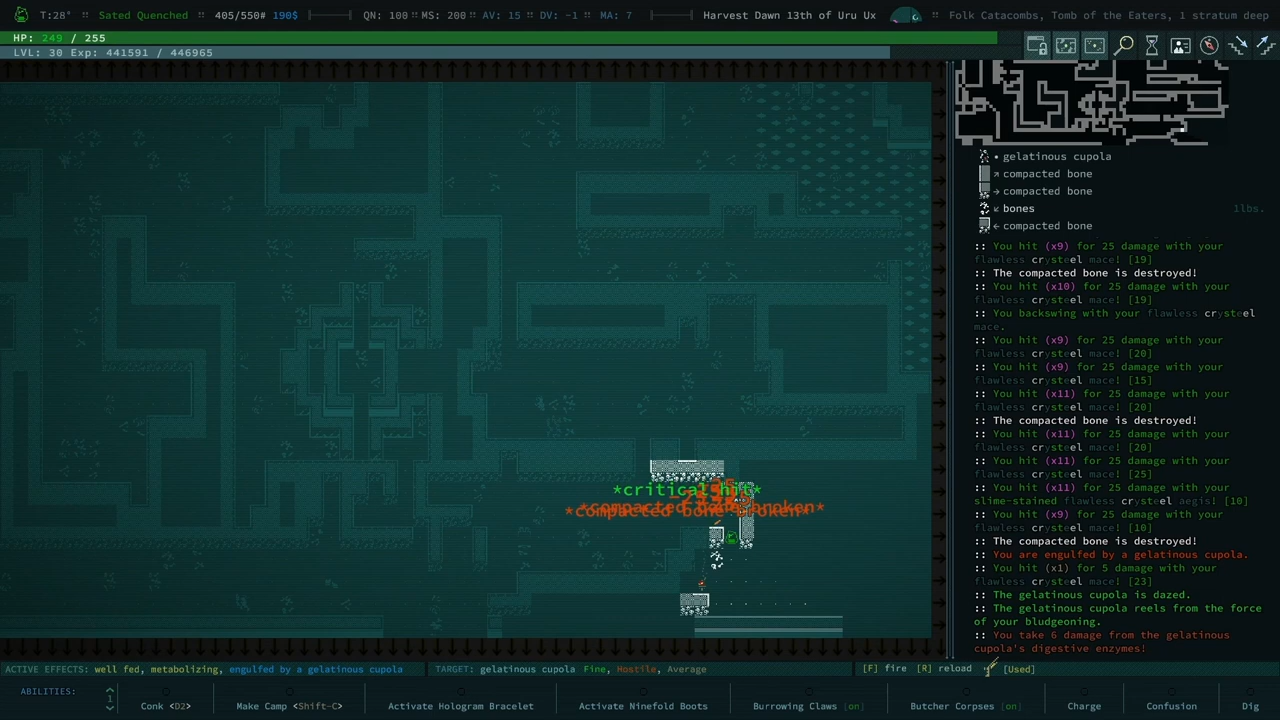 T:28° :: Sated Quenched :: 405/550# 190$ QN: 100 :: MS: 200 :: AV: 15 :: DV: -1 :: MA: 7 Harvest Dawn 13th of Uru Ux :: Folk Catacombs, Tomb of the Eaters, 1 stratum deep
HP: 249 / 255
LVL: 30 Exp: 441591 / 446965
gelatinous cupola
compacted bone
compacted bone
bones 1lbs.
compacted bone
:: You hit (x9) for 25 damage with your
flawless crysteel mace! [19]
:: The compacted bone is destroyed!
:: You hit (x10) for 25 damage with your
flawless crysteel mace! [19]
:: You backswing with your flawless crysteel
mace.
:: You hit (x9) for 25 damage with your
flawless crysteel mace! [20]
:: You hit (x9) for 25 damage with your
flawless crysteel mace! [15]
:: You hit (x11) for 25 damage with your
flawless crysteel mace! [20]
:: The compacted bone is destroyed!
:: You hit (x11) for 25 damage with your
flawless crysteel mace! [20]
:: You hit (x11) for 25 damage with your
flawless crysteel mace! [25]
:: You hit (x11) for 25 damage with your
slime-stained flawless crysteel aegis! [10]
:: You hit (x9) for 25 damage with your
flawless crysteel mace! [10]
:: The compacted bone is destroyed!
:: You are engulfed by a gelatinous cupola.
:: You hit (x1) for 5 damage with your
flawless crysteel mace! [23]
:: The gelatinous cupola is dazed.
:: The gelatinous cupola reels from the force
of your bludgeoning.
:: You take 6 damage from the gelatinous
cupola's digestive enzymes!
*critical hit*
*compacted bone broken*
ACTIVE EFFECTS: well fed, metabolizing, engulfed by a gelatinous cupola TARGET: gelatinous cupola Fine, Hostile, Average [F] fire [R] reload [Used]
ABILITIES: 1 Conk <D2> Make Camp <Shift-C> Activate Hologram Bracelet Activate Ninefold Boots Burrowing Claws [on] Butcher Corpses [on] Charge Confusion Dig